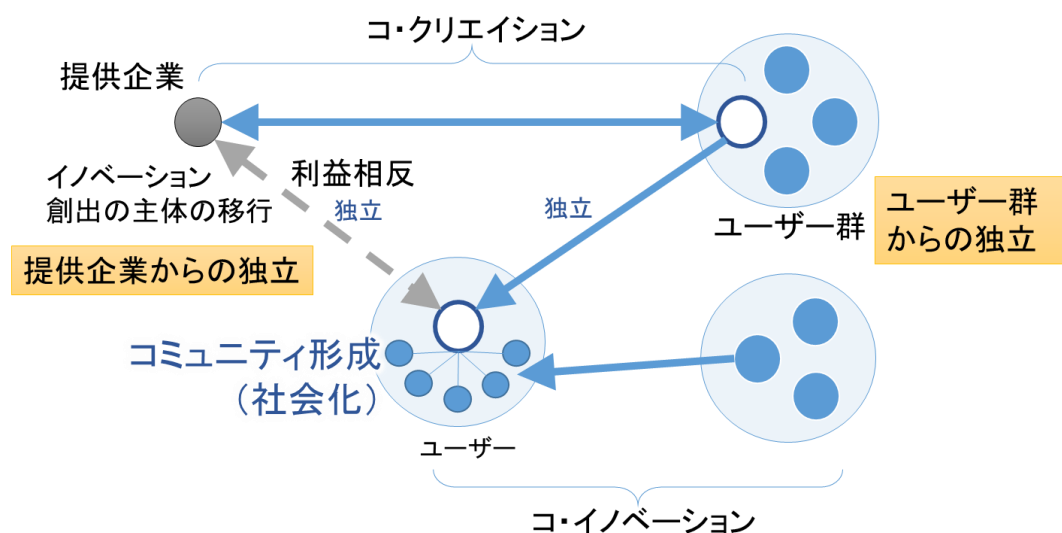 コ・クリエイション
提供企業
イノベーション
創出の主体の移行
利益相反
独立
独立
ユーザー群
ユーザー群
からの独立
提供企業からの独立
コミュニティ形成
（社会化）
ユーザー
コ・イノベーション